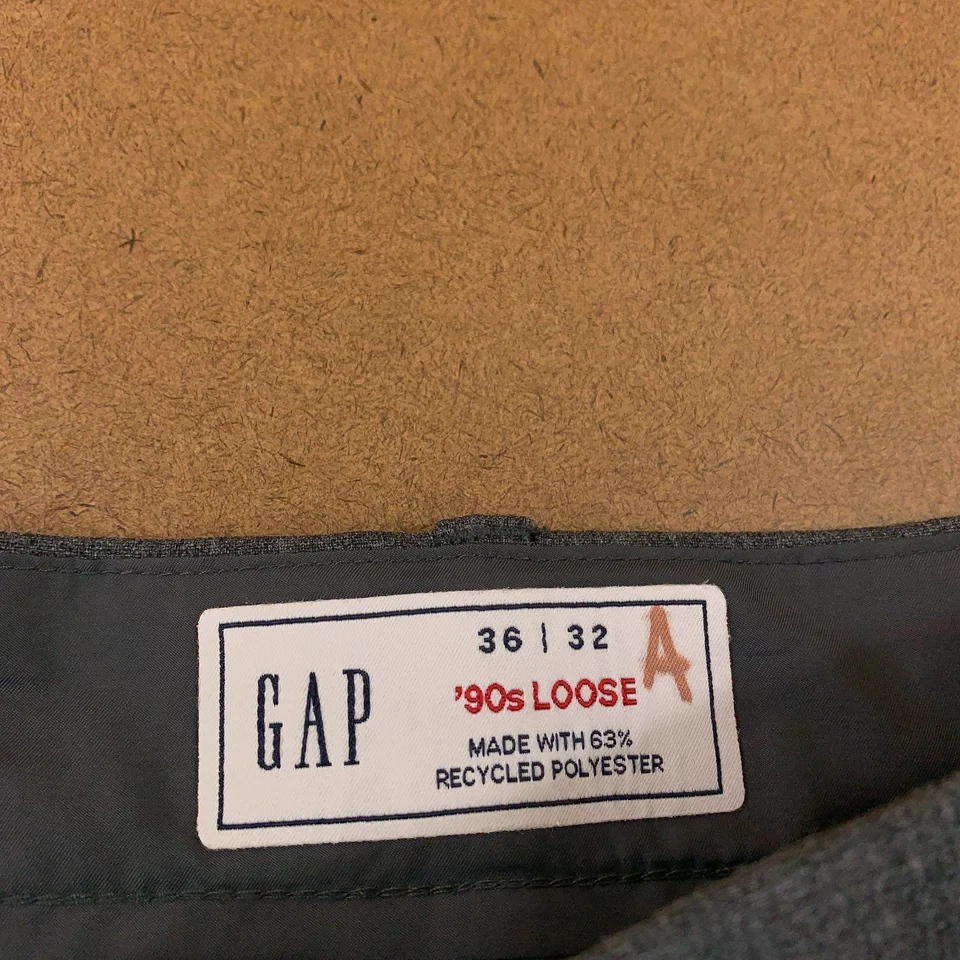 GAP
36 | 32
A
'90s LOOSE
MADE WITH 63%
RECYCLED POLYESTER